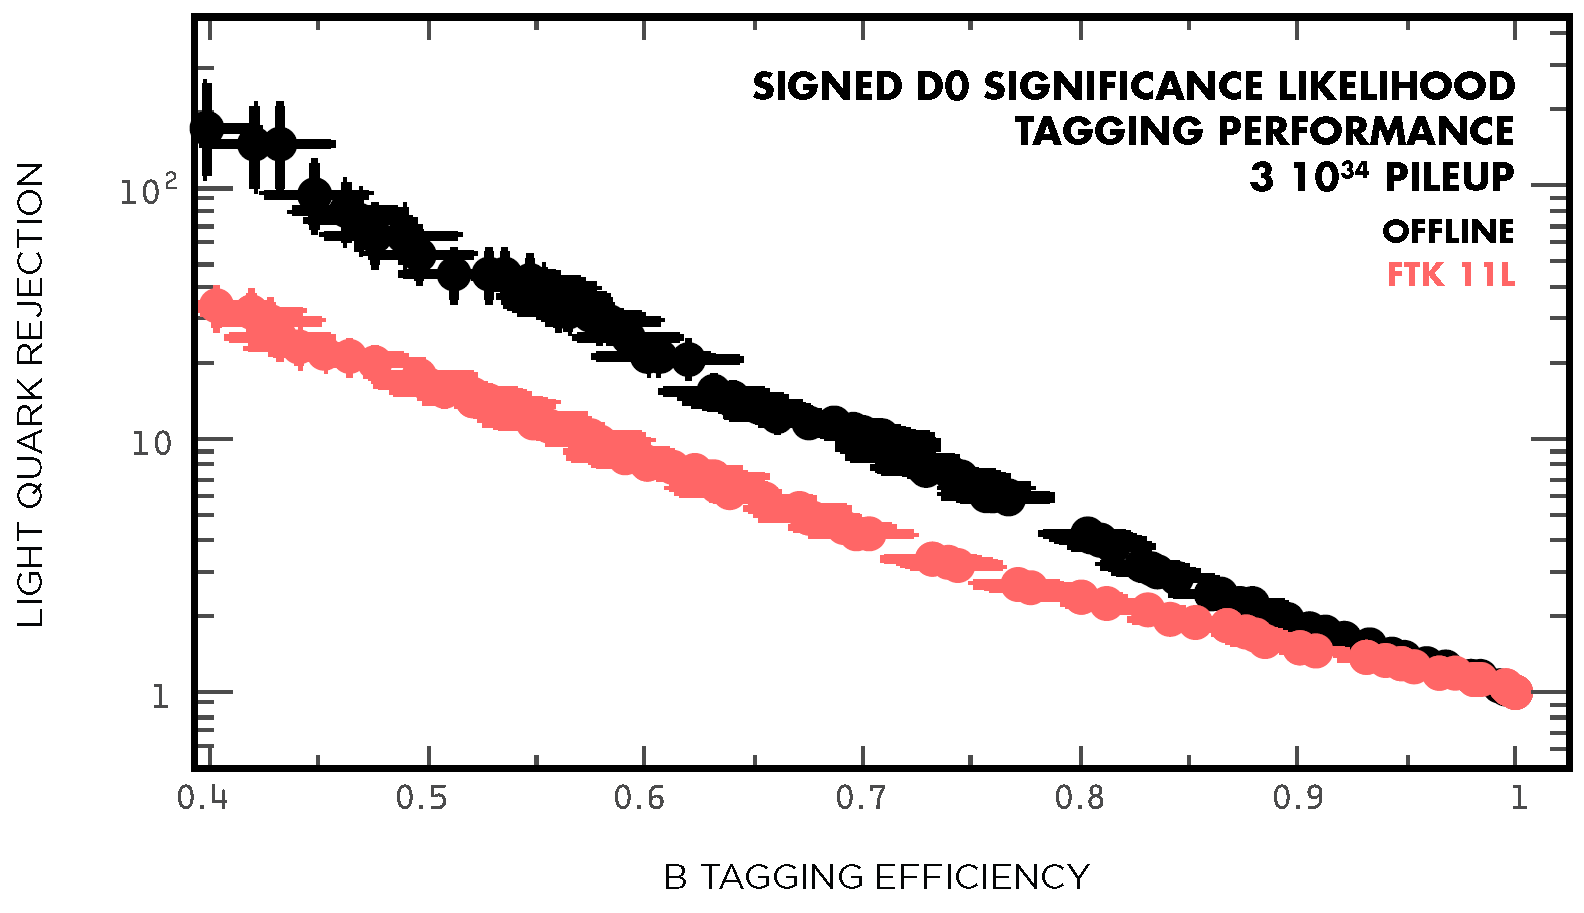 SIGNED D0 SIGNIFICANCE LIKELIHOOD
TAGGING PERFORMANCE
3 10³⁴ PILEUP
OFFLINE
FTK 11L
LIGHT QUARK REJECTION
10²
10
1
0.4 0.5 0.6 0.7 0.8 0.9 1
B TAGGING EFFICIENCY